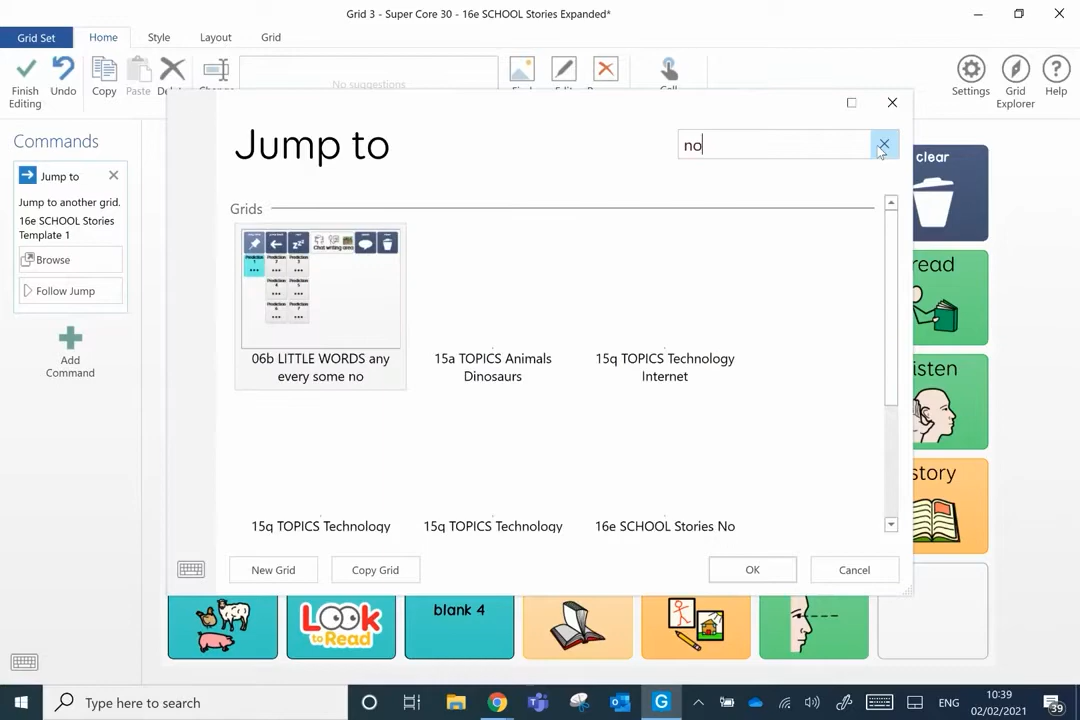 Grid 3 - Super Core 30 - 16e SCHOOL Stories Expanded*
Grid Set
Home
Style
Layout
Grid
No suggestions
Finish Editing
Undo
Copy
Paste
Settings
Grid Explorer
Help
Commands
Jump to
Jump to another grid.
16e SCHOOL Stories
Template 1
Browse
Follow Jump
Add
Command
Jump to
no
Grids
06b LITTLE WORDS any
every some no
15a TOPICS Animals
Dinosaurs
15q TOPICS Technology
Internet
15q TOPICS Technology
15q TOPICS Technology
16e SCHOOL Stories No
New Grid
Copy Grid
OK
Cancel
clear
read
isten
story
LOOK
to Read
blank 4
Type here to search
ENG
10:39
02/02/2021
39